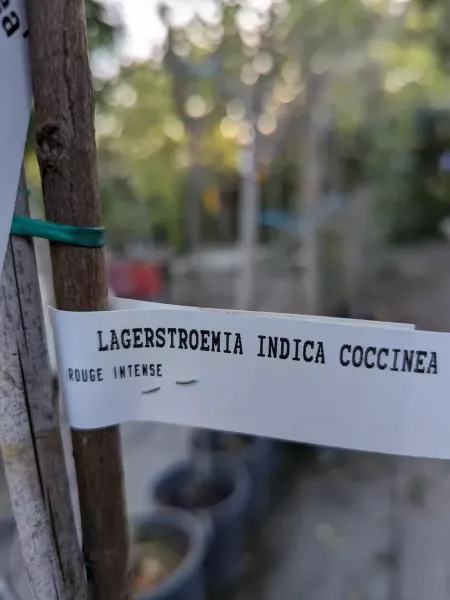 LAGERSTROEMIA INDICA COCCINEA
ROUGE INTENSE